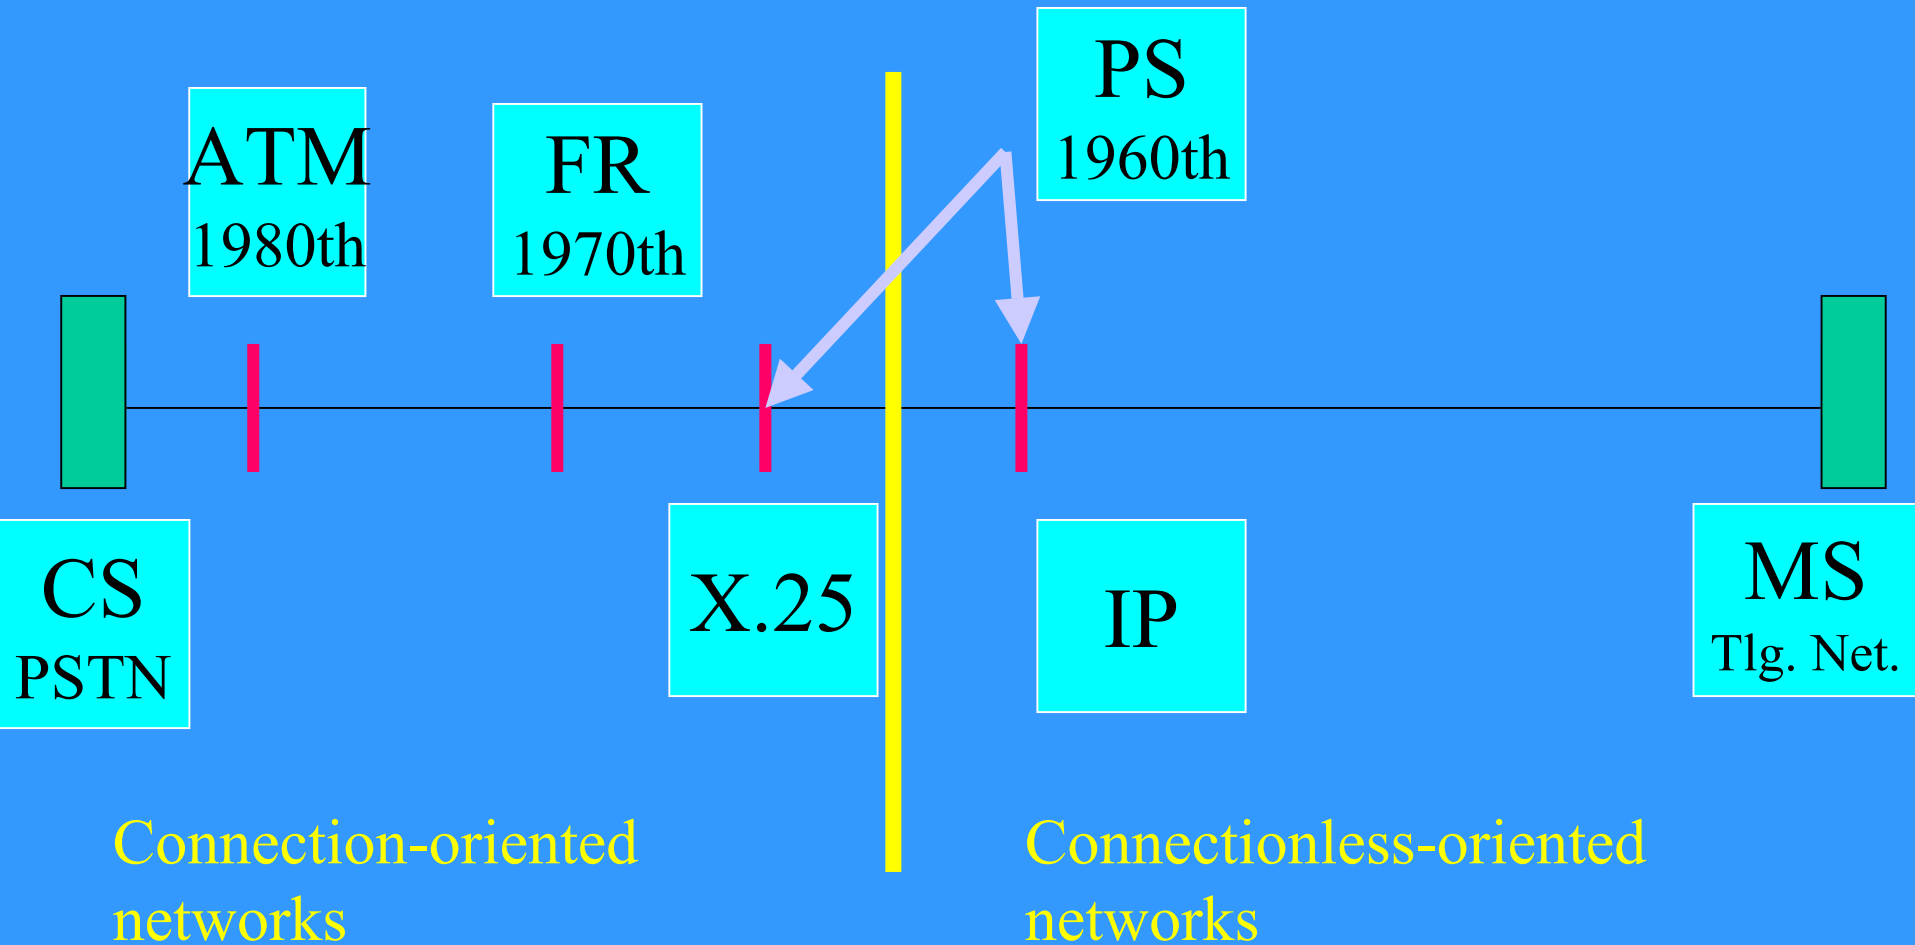 PS
1960th
ATM
1980th
FR
1970th
CS
PSTN
X.25
IP
MS
Tlg. Net.
Connection-oriented
networks
Connectionless-oriented
networks